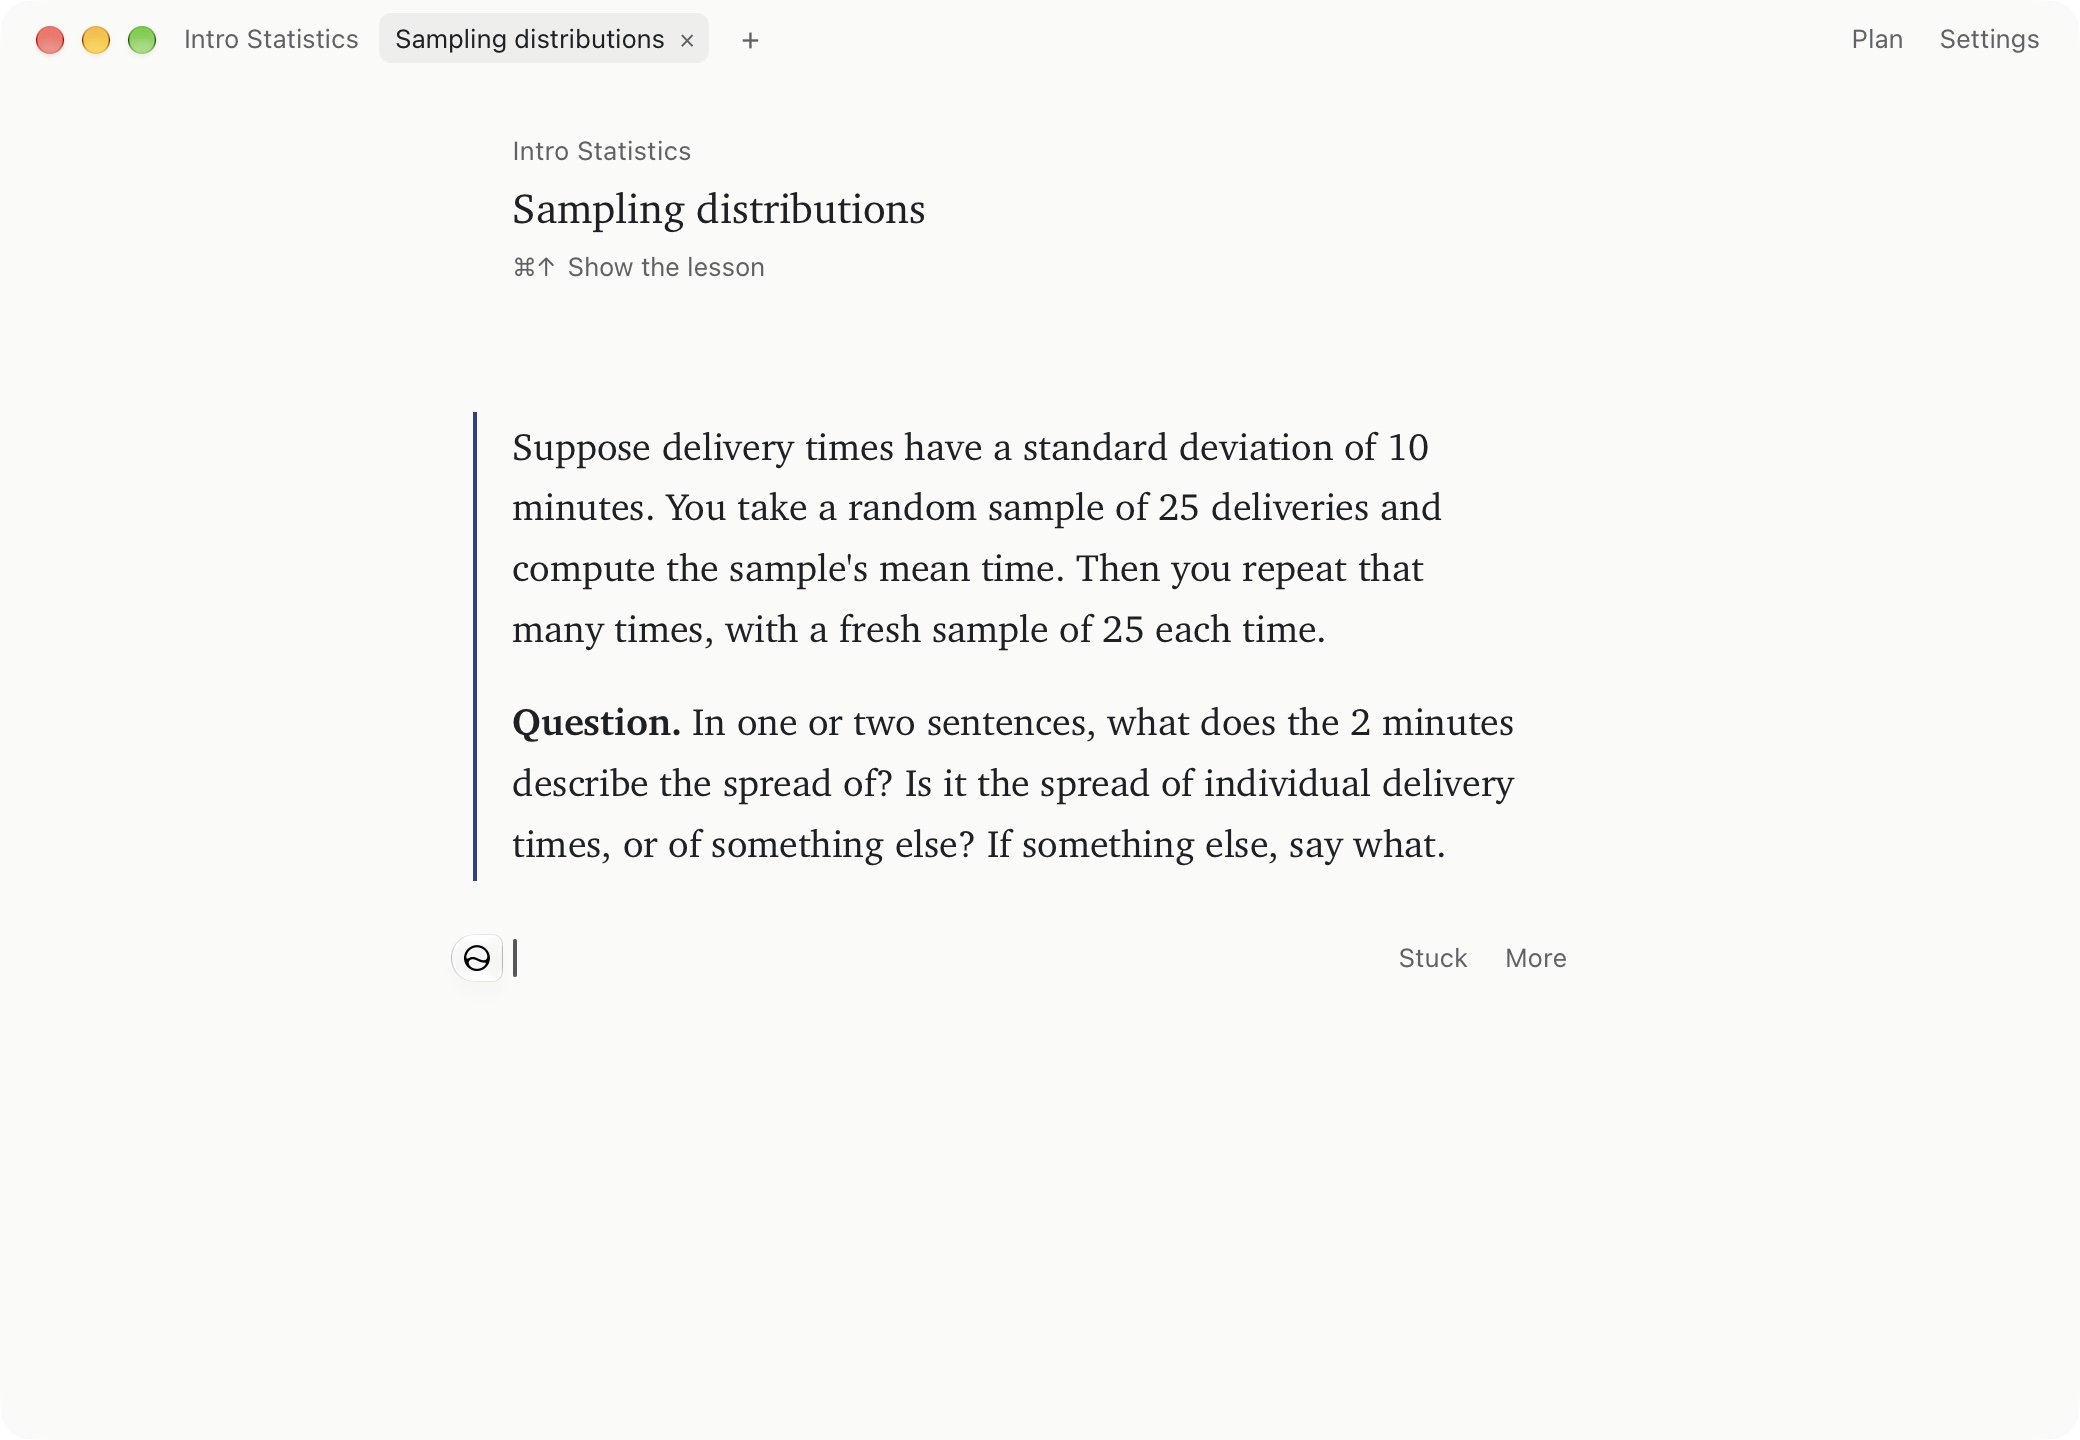 Intro Statistics
Sampling distributions ×
+
Plan
Settings
Intro Statistics
Sampling distributions
⌘↑ Show the lesson
Suppose delivery times have a standard deviation of 10
minutes. You take a random sample of 25 deliveries and
compute the sample's mean time. Then you repeat that
many times, with a fresh sample of 25 each time.
Question. In one or two sentences, what does the 2 minutes
describe the spread of? Is it the spread of individual delivery
times, or of something else? If something else, say what.
Stuck
More